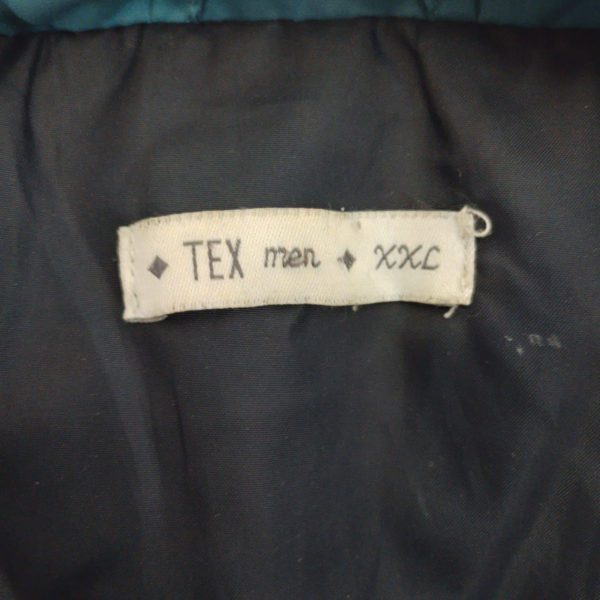 ♦ TEX men ♦ XXL